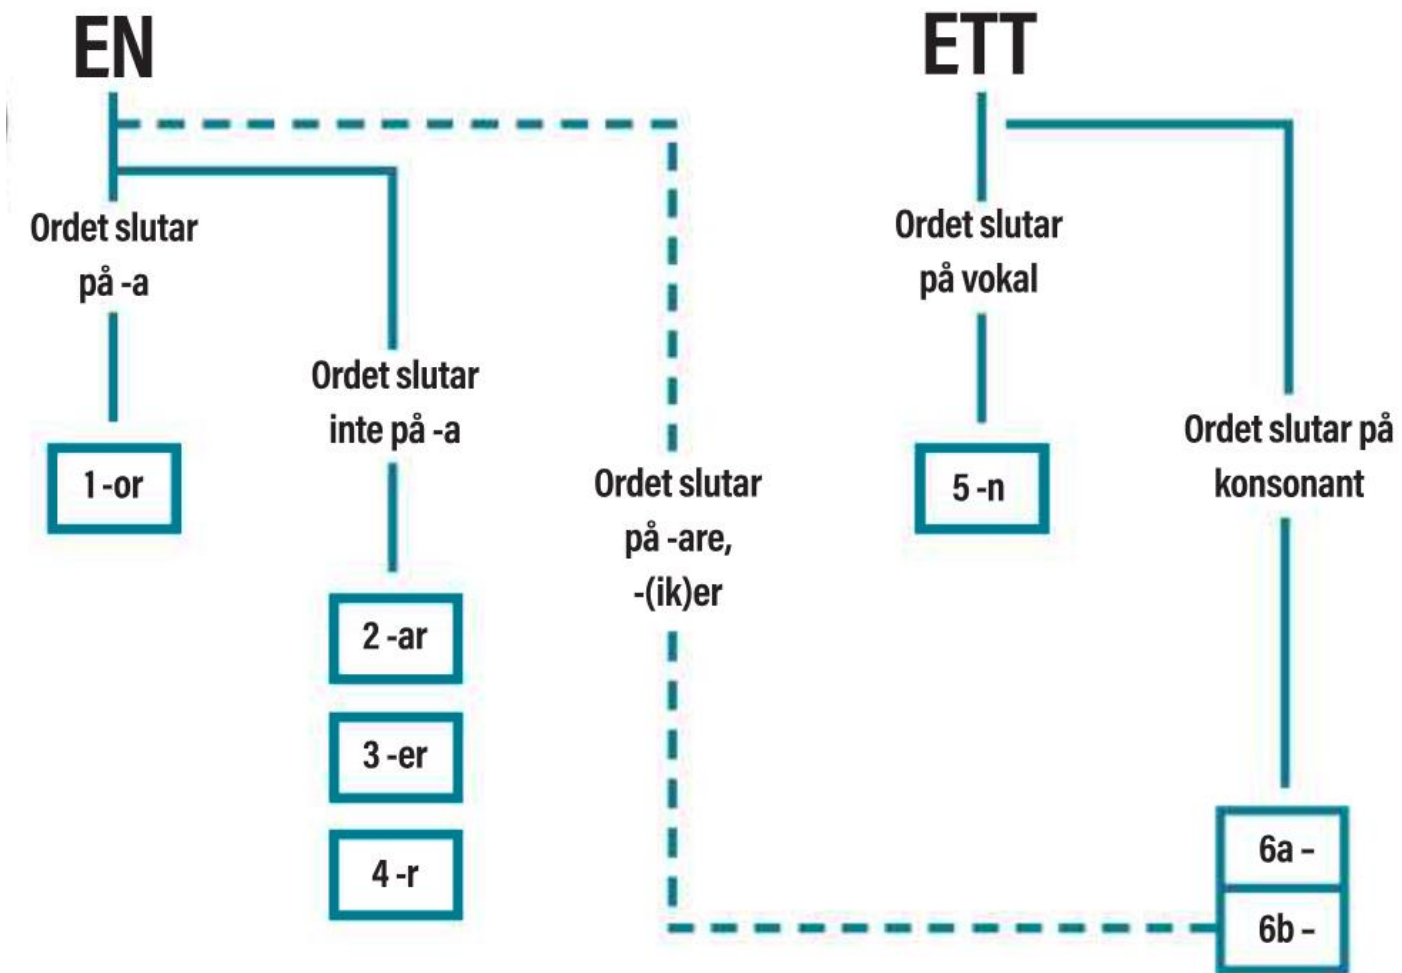 EN
Ordet slutar
på -a
1 -or
Ordet slutar
inte på -a
2 -ar
3 -er
4 -r
Ordet slutar
på -are,
-(ik)er
ETT
Ordet slutar
på vokal
5 -n
Ordet slutar på
konsonant
6a –
6b –